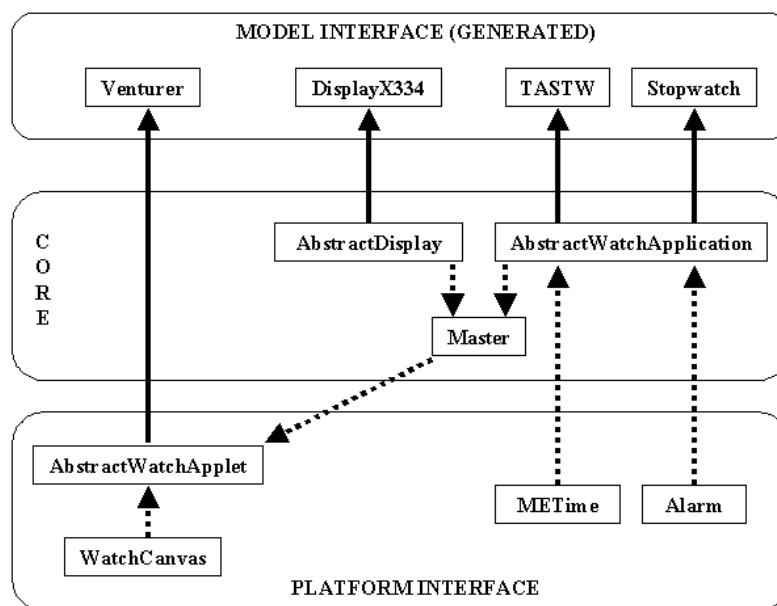 MODEL INTERFACE (GENERATED)
Venturer
DisplayX334
TASTW
Stopwatch
C
O
R
E
AbstractDisplay
AbstractWatchApplication
Master
AbstractWatchApplet
METime
Alarm
WatchCanvas
PLATFORM INTERFACE